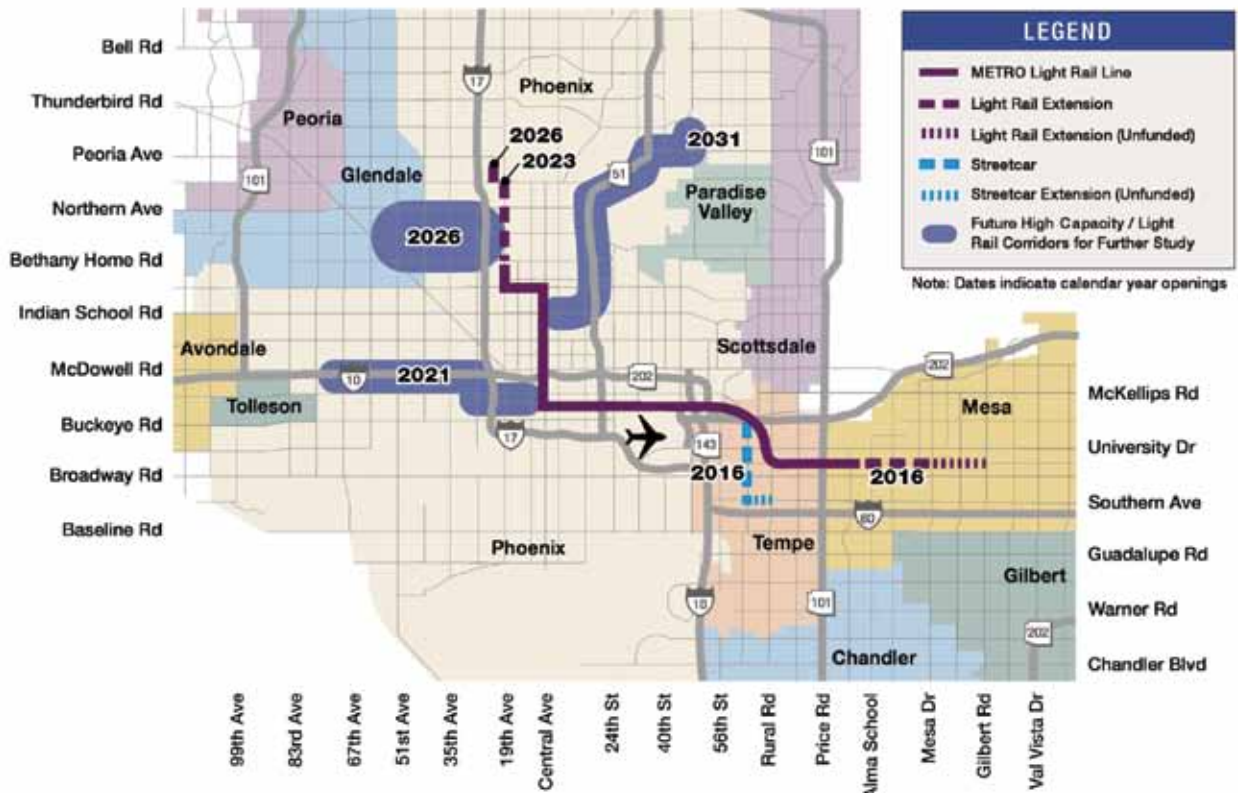 LEGEND
METRO Light Rail Line
Light Rail Extension
Light Rail Extension (Unfunded)
Streetcar
Streetcar Extension (Unfunded)
Future High Capacity / Light
Rail Corridors for Further Study
Note: Dates indicate calendar year openings
Bell Rd
Thunderbird Rd
Peoria Ave
Northern Ave
Bethany Home Rd
Indian School Rd
McDowell Rd
Buckeye Rd
Broadway Rd
Baseline Rd
17
Phoenix
Peoria
2026
2031
2023
101
51
101
Glendale
Paradise
Valley
2026
Avondale
Scottsdale
10
2021
202
202
Tolleson
Mesa
17
143
2016
2016
60
Phoenix
Tempe
Gilbert
10
101
202
Chandler
McKellips Rd
University Dr
Southern Ave
Guadalupe Rd
Warner Rd
Chandler Blvd
99th Ave
83rd Ave
67th Ave
51st Ave
35th Ave
19th Ave
Central Ave
24th St
40th St
56th St
Rural Rd
Price Rd
Alma School
Mesa Dr
Gilbert Rd
Val Vista Dr